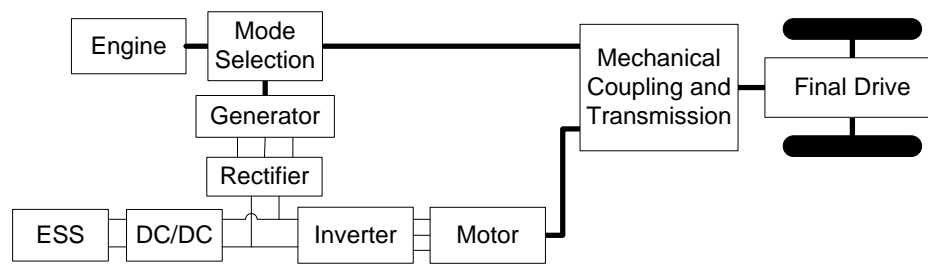 Engine
Mode
Selection
Generator
Rectifier
Mechanical
Coupling and
Transmission
Final Drive
ESS
DC/DC
Inverter
Motor